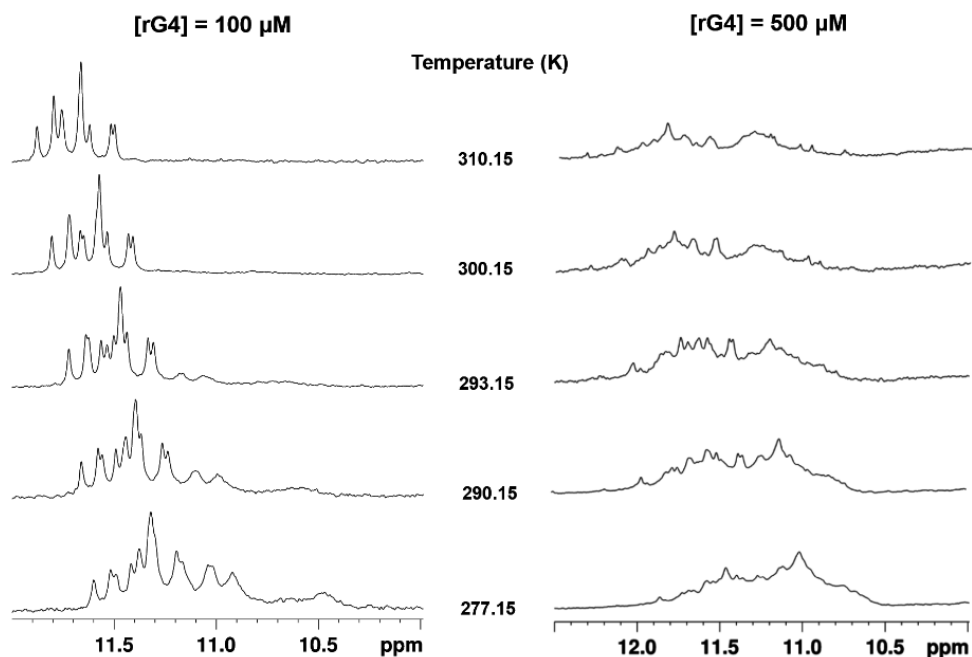 [rG4] = 100 μM
[rG4] = 500 μM
Temperature (K)
310.15
300.15
293.15
290.15
277.15
11.5 11.0 10.5 ppm
12.0 11.5 11.0 10.5 ppm